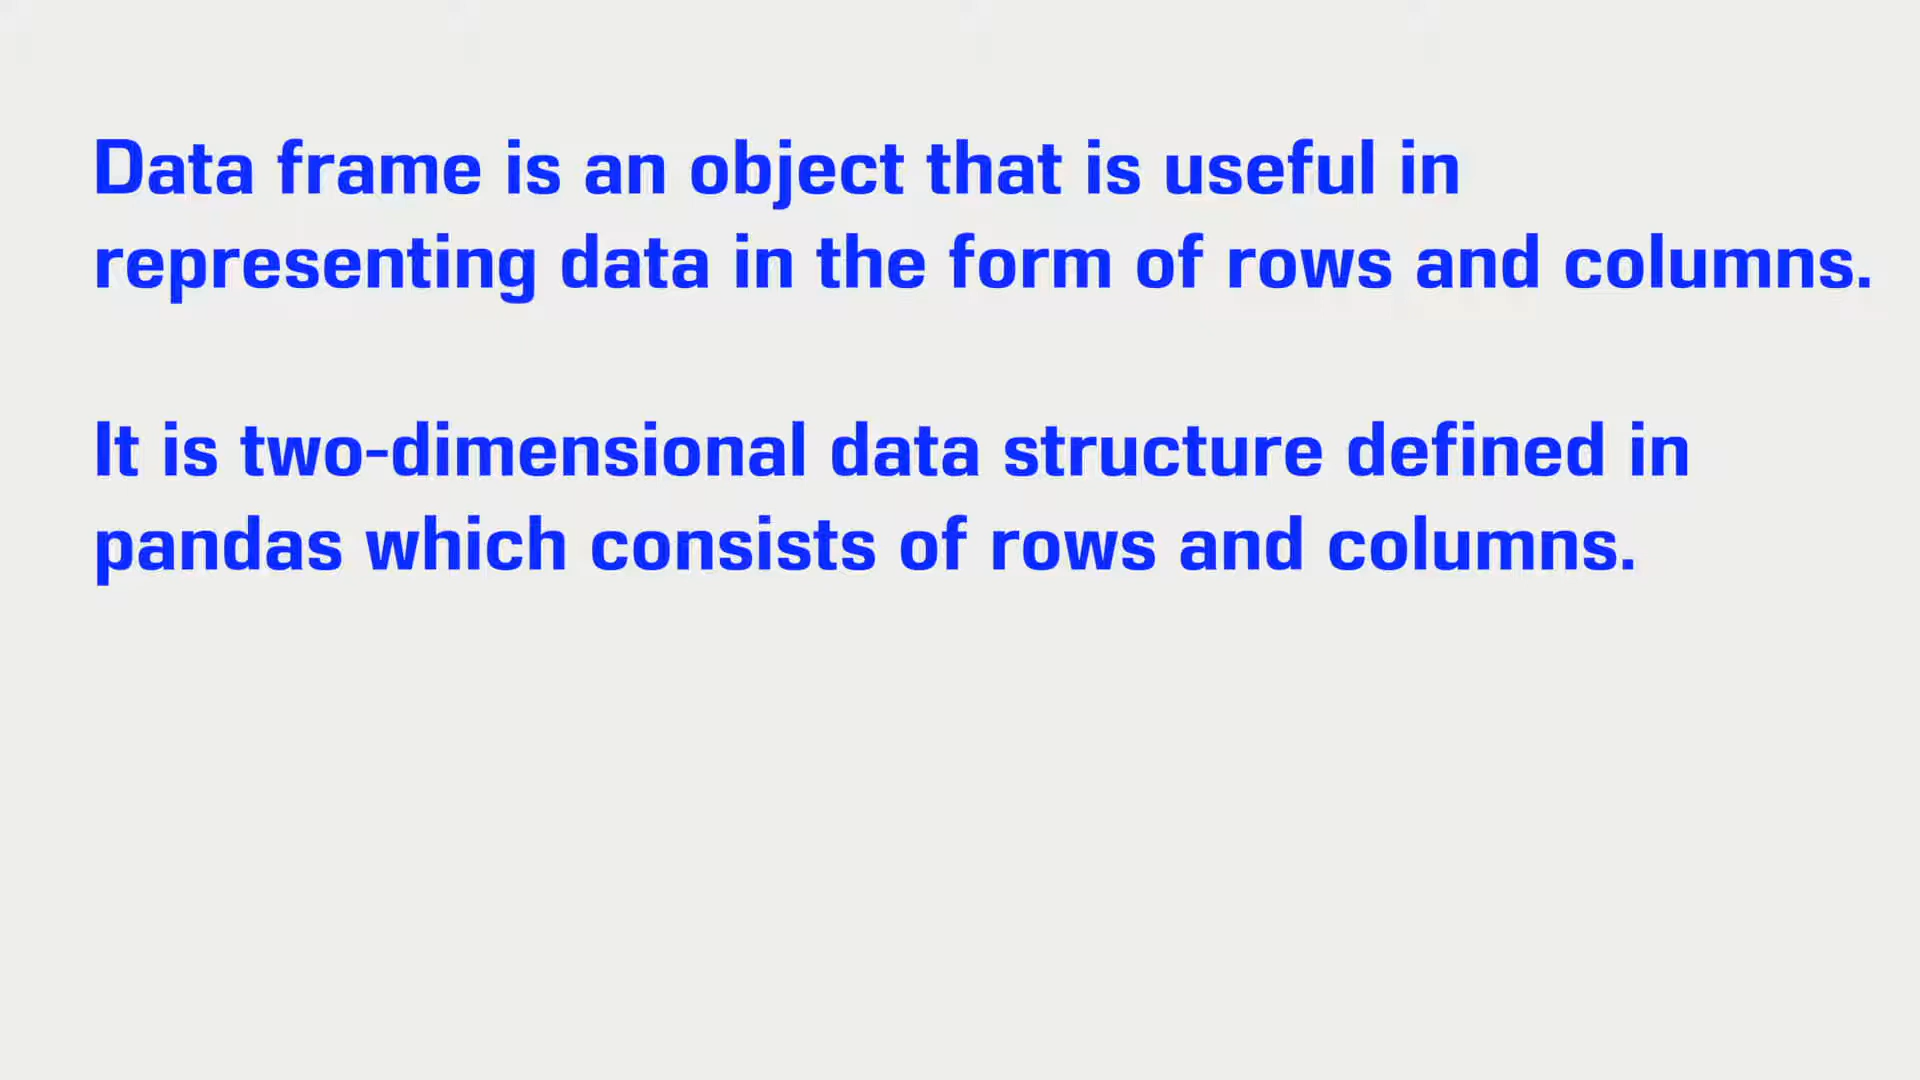 Data frame is an object that is useful in
representing data in the form of rows and columns.
It is two-dimensional data structure defined in
pandas which consists of rows and columns.